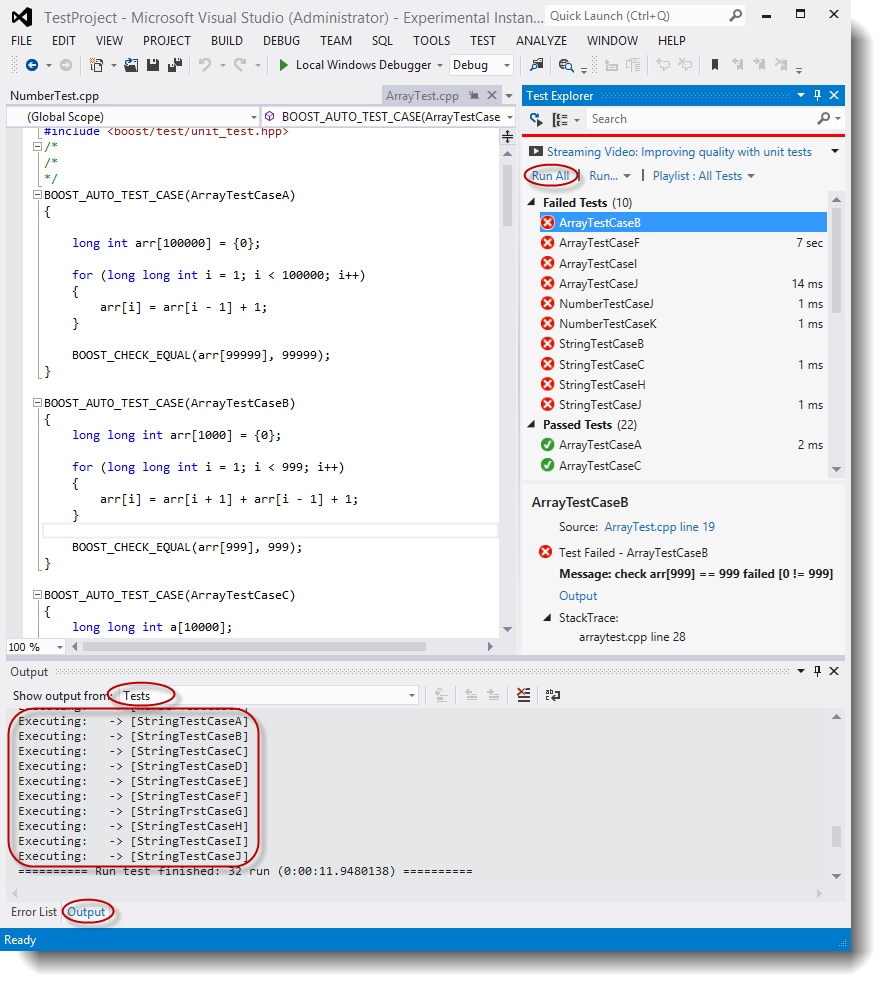 TestProject - Microsoft Visual Studio (Administrator) - Experimental Instan...
Quick Launch (Ctrl+Q)
FILE EDIT VIEW PROJECT BUILD DEBUG TEAM SQL TOOLS TEST ANALYZE WINDOW HELP
Local Windows Debugger Debug
NumberTest.cpp ArrayTest.cpp
(Global Scope) BOOST_AUTO_TEST_CASE(ArrayTestCase
#include <boost/test/unit_test.hpp>
/*
/*
*/
BOOST_AUTO_TEST_CASE(ArrayTestCaseA)
{
long int arr[100000] = {0};
for (long long int i = 1; i < 100000; i++)
{
arr[i] = arr[i - 1] + 1;
}
BOOST_CHECK_EQUAL(arr[99999], 99999);
}
BOOST_AUTO_TEST_CASE(ArrayTestCaseB)
{
long long int arr[1000] = {0};
for (long long int i = 1; i < 999; i++)
{
arr[i] = arr[i + 1] + arr[i - 1] + 1;
}
BOOST_CHECK_EQUAL(arr[999], 999);
}
BOOST_AUTO_TEST_CASE(ArrayTestCaseC)
{
long long int a[10000];
100 %
Test Explorer
Search
Streaming Video: Improving quality with unit tests
Run All | Run... | Playlist : All Tests
Failed Tests (10)
ArrayTestCaseB
ArrayTestCaseF 7 sec
ArrayTestCaseI
ArrayTestCaseJ 14 ms
NumberTestCaseJ 1 ms
NumberTestCaseK 1 ms
StringTestCaseB
StringTestCaseC 1 ms
StringTestCaseH
StringTestCaseJ 1 ms
Passed Tests (22)
ArrayTestCaseA 2 ms
ArrayTestCaseC
ArrayTestCaseB
Source: ArrayTest.cpp line 19
Test Failed - ArrayTestCaseB
Message: check arr[999] == 999 failed [0 != 999]
Output
StackTrace:
arraytest.cpp line 28
Output
Show output from: Tests
Executing: -> [StringTestCaseA]
Executing: -> [StringTestCaseB]
Executing: -> [StringTestCaseC]
Executing: -> [StringTestCaseD]
Executing: -> [StringTestCaseE]
Executing: -> [StringTestCaseF]
Executing: -> [StringTrstCaseG]
Executing: -> [StringTestCaseH]
Executing: -> [StringTestCaseI]
Executing: -> [StringTestCaseJ]
========== Run test finished: 32 run (0:00:11.9480138) ==========
Error List Output
Ready